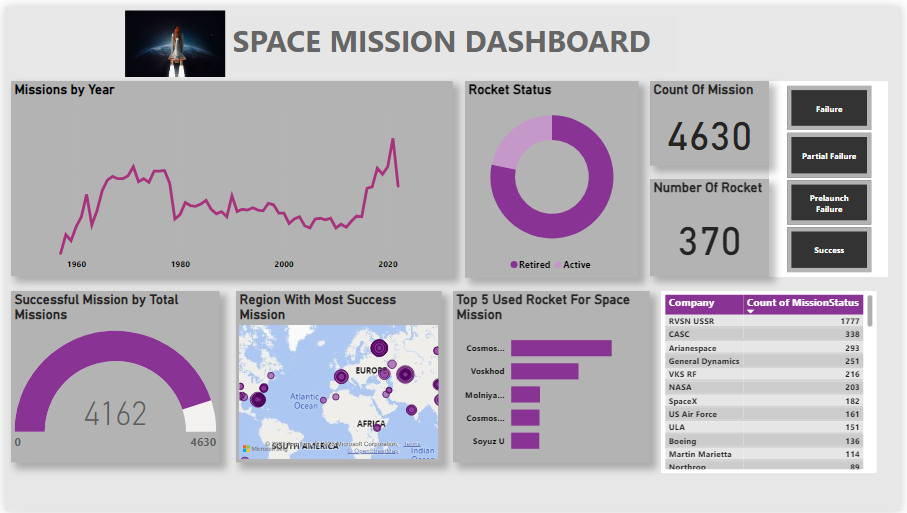 SPACE MISSION DASHBOARD
Missions by Year
1960 1980 2000 2020
Rocket Status
Retired Active
Count Of Mission
4630
Number Of Rocket
370
Failure
Partial Failure
Prelaunch
Failure
Success
Successful Mission by Total
Missions
4162
0 4630
Region With Most Success
Mission
EUROPE
Atlantic
Ocean
AFRICA
SOUTH AMERICA
Indian
Ocean
Microsoft Corporation Terms
© OpenStreetMap
Top 5 Used Rocket For Space
Mission
Cosmos...
Voskhod
Molniya...
Cosmos...
Soyuz U
Company Count of MissionStatus
RVSN USSR 1777
CASC 338
Arianespace 293
General Dynamics 251
VKS RF 216
NASA 203
SpaceX 182
US Air Force 161
ULA 151
Boeing 136
Martin Marietta 114
Northrop 89